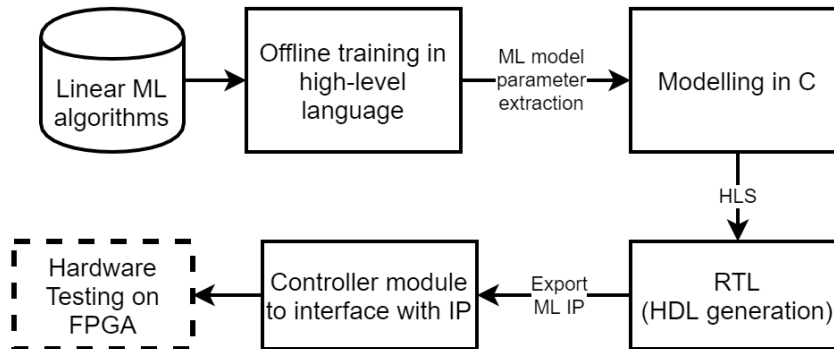 Linear ML
algorithms
Offline training in
high-level
language
ML model
parameter
extraction
Modelling in C
HLS
RTL
(HDL generation)
Export
ML IP
Controller module
to interface with IP
Hardware
Testing on
FPGA